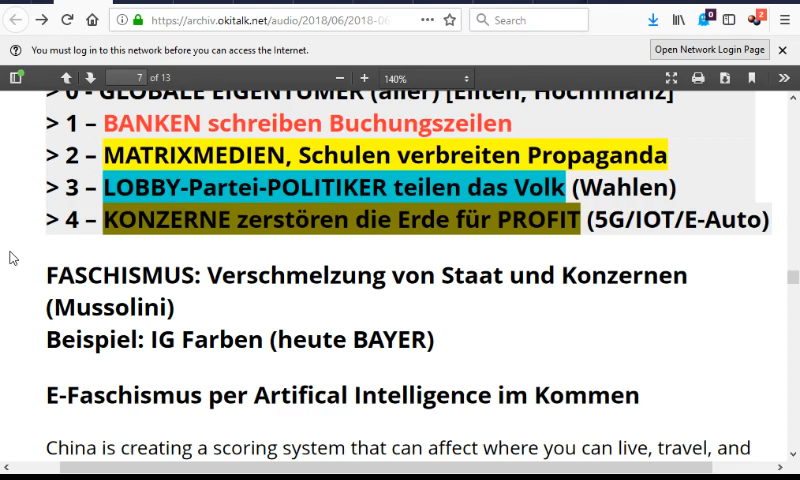 https://archiv.okitalk.net/audio/2018/06/2018-06
Search
0
2
You must log in to this network before you can access the Internet.
Open Network Login Page
7 of 13
140%
> 0 - GLOBALE EIGENTÜMER (aller) [Eliten, Hochfinanz]
> 1 – BANKEN schreiben Buchungszeilen
> 2 – MATRIXMEDIEN, Schulen verbreiten Propaganda
> 3 – LOBBY-Partei-POLITIKER teilen das Volk (Wahlen)
> 4 – KONZERNE zerstören die Erde für PROFIT (5G/IOT/E-Auto)
FASCHISMUS: Verschmelzung von Staat und Konzernen
(Mussolini)
Beispiel: IG Farben (heute BAYER)
E-Faschismus per Artifical Intelligence im Kommen
China is creating a scoring system that can affect where you can live, travel, and